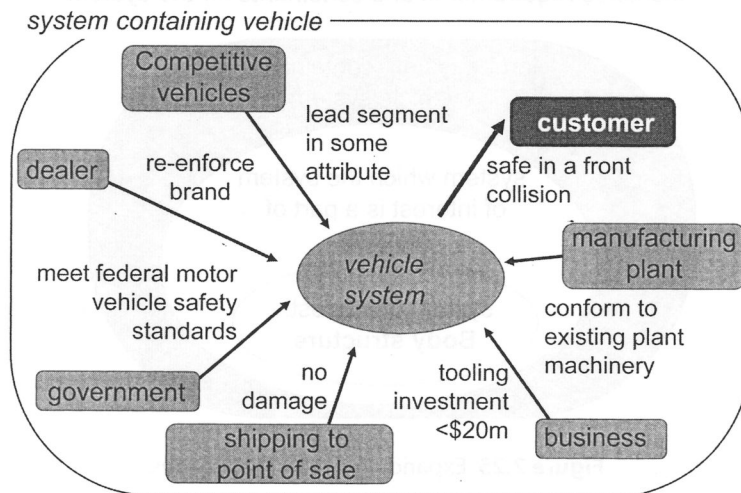 system containing vehicle
Competitive
vehicles
lead segment
in some
attribute
customer
safe in a front
collision
dealer
re-enforce
brand
manufacturing
plant
vehicle
system
meet federal motor
vehicle safety
standards
conform to
existing plant
machinery
government
no
damage
tooling
investment
<$20m
shipping to
point of sale
business